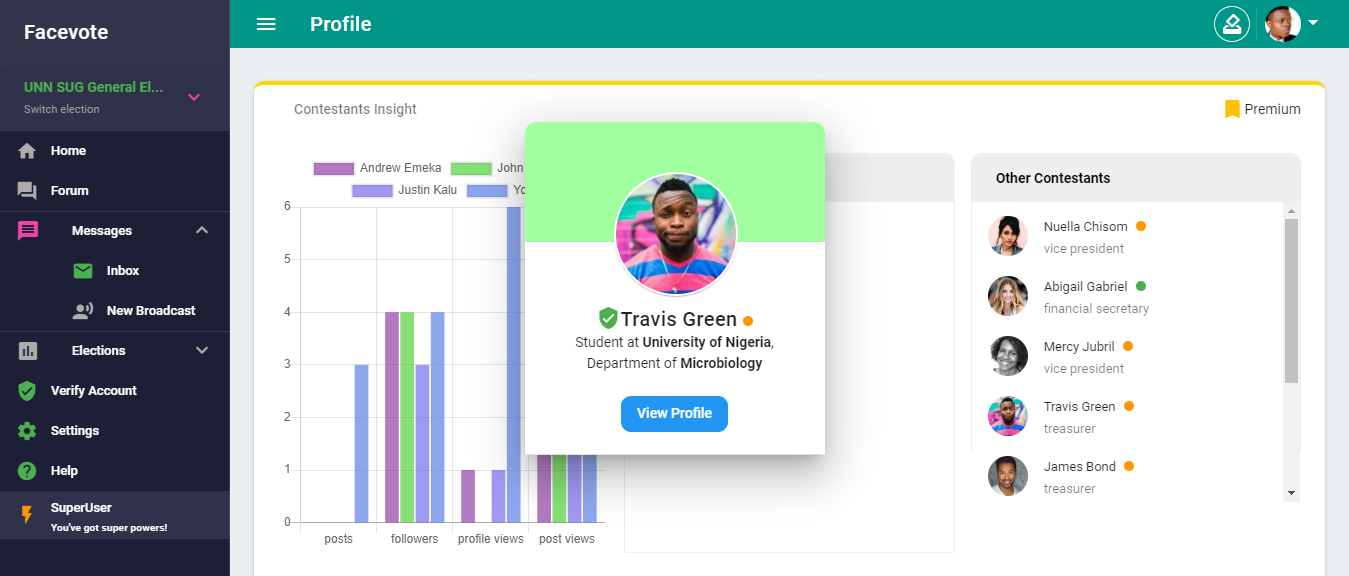 Facevote
UNN SUG General El...
Switch election
Home
Forum
Messages
Inbox
New Broadcast
Elections
Verify Account
Settings
Help
SuperUser
You've got super powers!
Profile
Contestants Insight
Premium
Andrew Emeka
John
Justin Kalu
Yo
6
5
4
3
2
1
0
posts
followers
profile views
post views
Travis Green
Student at University of Nigeria,
Department of Microbiology
View Profile
Other Contestants
Nuella Chisom
vice president
Abigail Gabriel
financial secretary
Mercy Jubril
vice president
Travis Green
treasurer
James Bond
treasurer